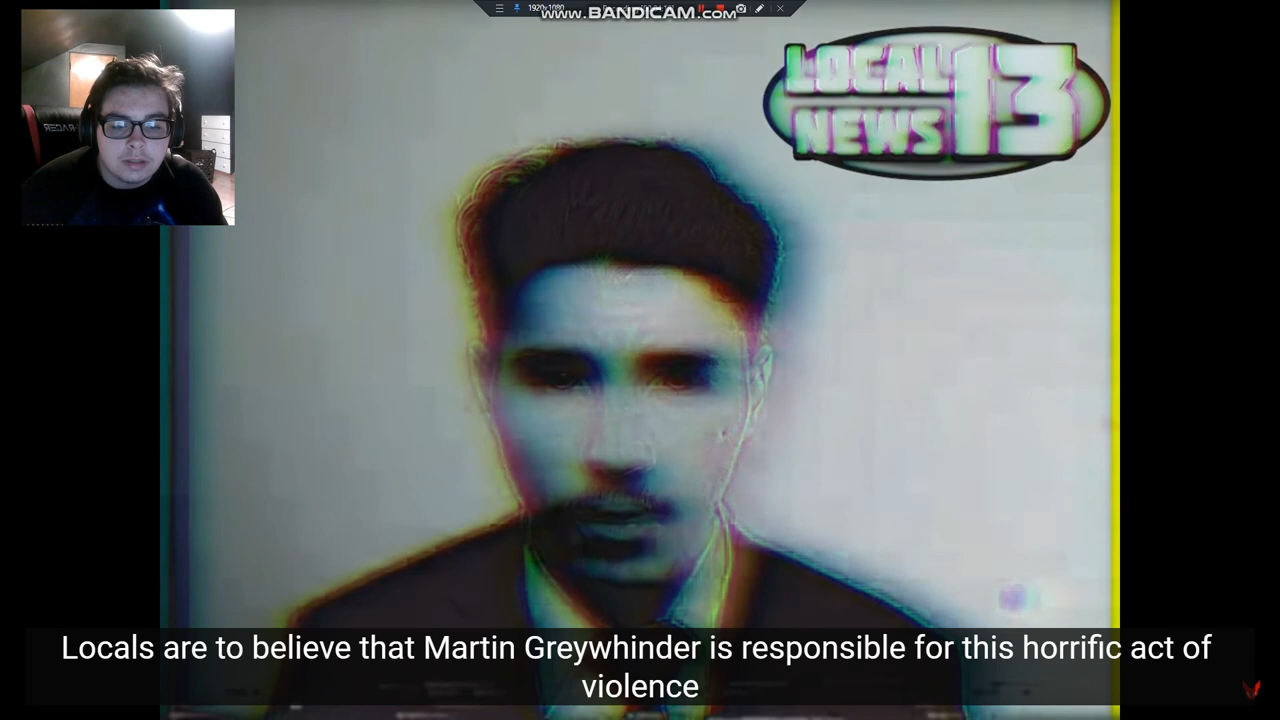 1920x1080
www.BANDICAM.com
LOCAL
NEWS 13
Locals are to believe that Martin Greywhinder is responsible for this horrific act of
violence